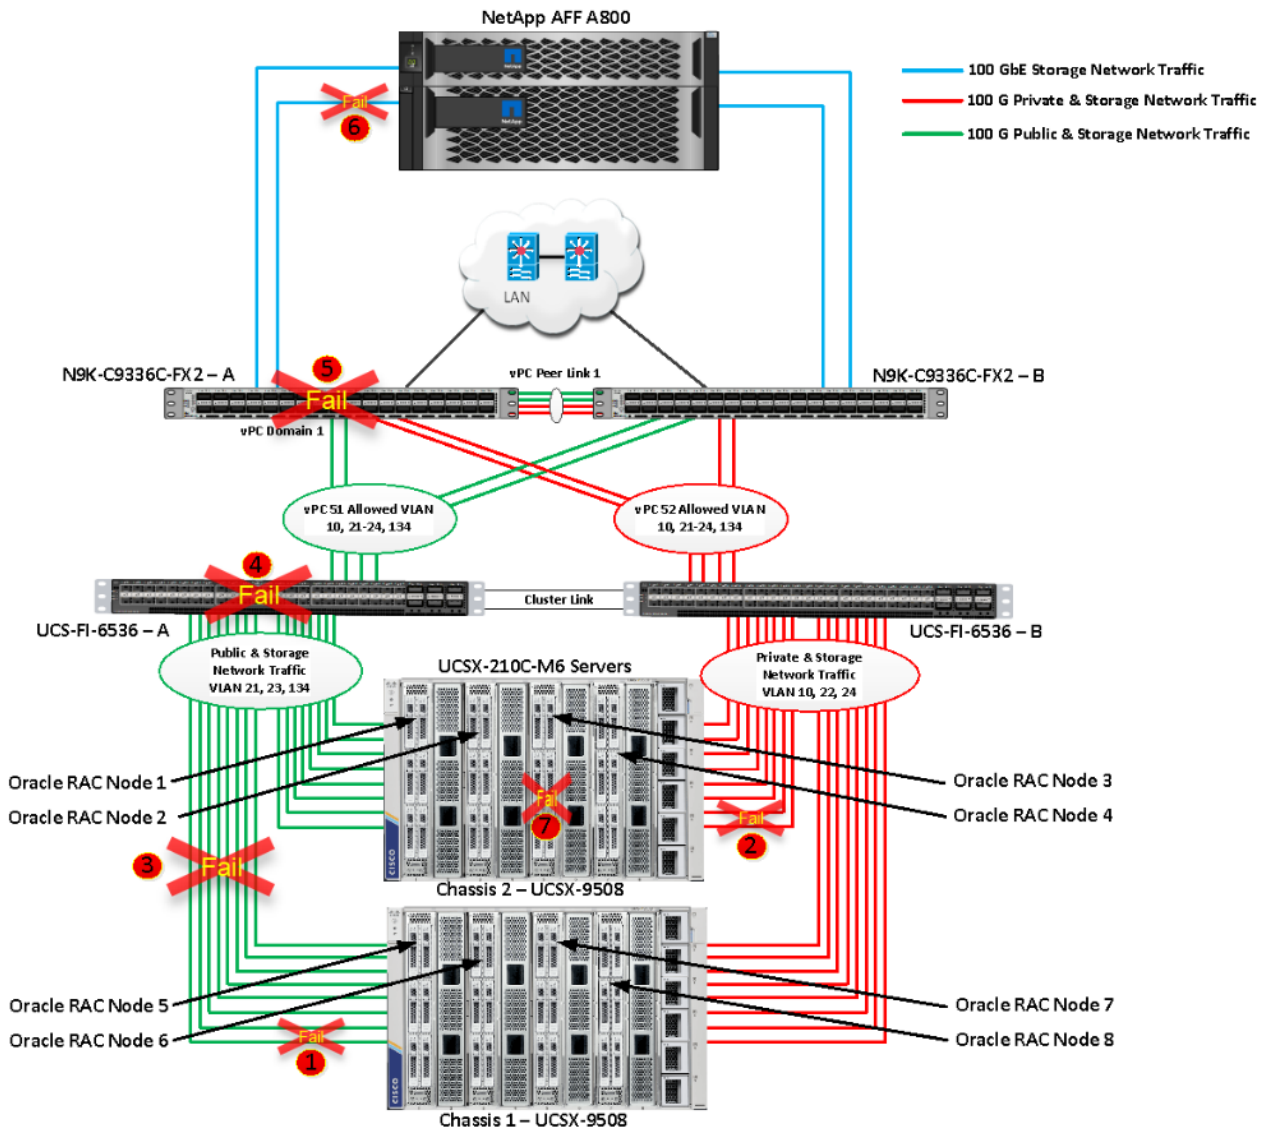 NetApp AFF A800
NetApp
NetApp
100 GbE Storage Network Traffic
100 G Private & Storage Network Traffic
100 G Public & Storage Network Traffic
Fail
6
LAN
N9K-C9336C-FX2 – A
5
Fail
vPC Peer Link 1
N9K-C9336C-FX2 – B
vPC Domain 1
vPC 51 Allowed VLAN
10, 21-24, 134
vPC 52 Allowed VLAN
10, 21-24, 134
4
Fail
Cluster Link
UCS-FI-6536 – A
UCS-FI-6536 – B
Public & Storage
Network Traffic
VLAN 21, 23, 134
Private & Storage
Network Traffic
VLAN 10, 22, 24
UCSX-210C-M6 Servers
Oracle RAC Node 1
Oracle RAC Node 2
Oracle RAC Node 3
Oracle RAC Node 4
Fail
7
Fail
2
3
Fail
CISCO
Chassis 2 – UCSX-9508
Oracle RAC Node 5
Oracle RAC Node 6
Oracle RAC Node 7
Oracle RAC Node 8
Fail
1
CISCO
Chassis 1 – UCSX-9508